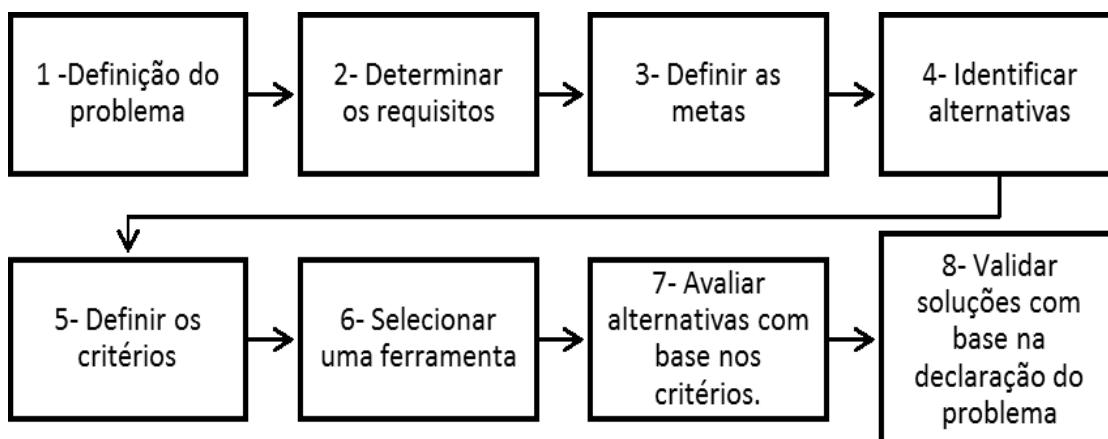 1 -Definição do
problema
2- Determinar
os requisitos
3- Definir as
metas
4- Identificar
alternativas
5- Definir os
critérios
6- Selecionar
uma ferramenta
7- Avaliar
alternativas com
base nos
critérios.
8- Validar
soluções com
base na
declaração do
problema